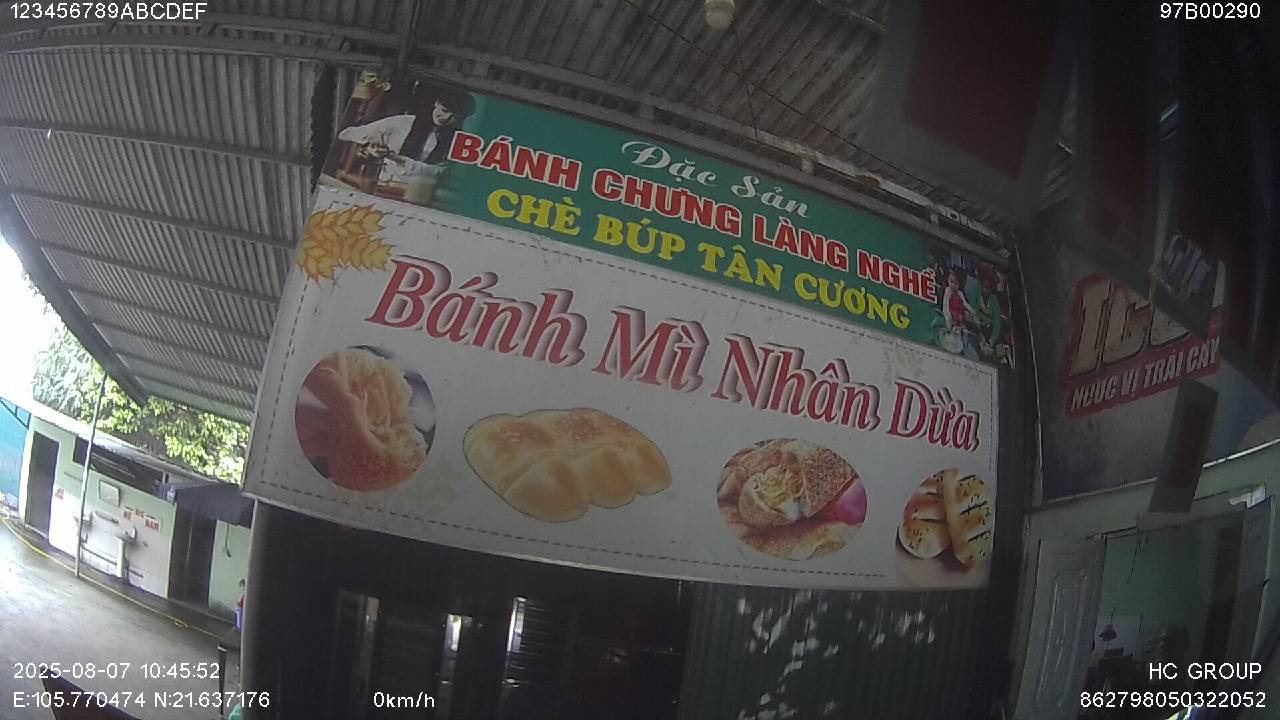 123456789ABCDEF
97B00290
Đặc Sản
BÁNH CHƯNG LÀNG NGHỀ
CHÈ BÚP TÂN CƯƠNG
Bánh Mì Nhân Dừa
NƯỚC VỊ TRÁI CÂY
2025-08-07 10:45:52
HC GROUP
E:105.770474 N:21.637176
0km/h
862798050322052